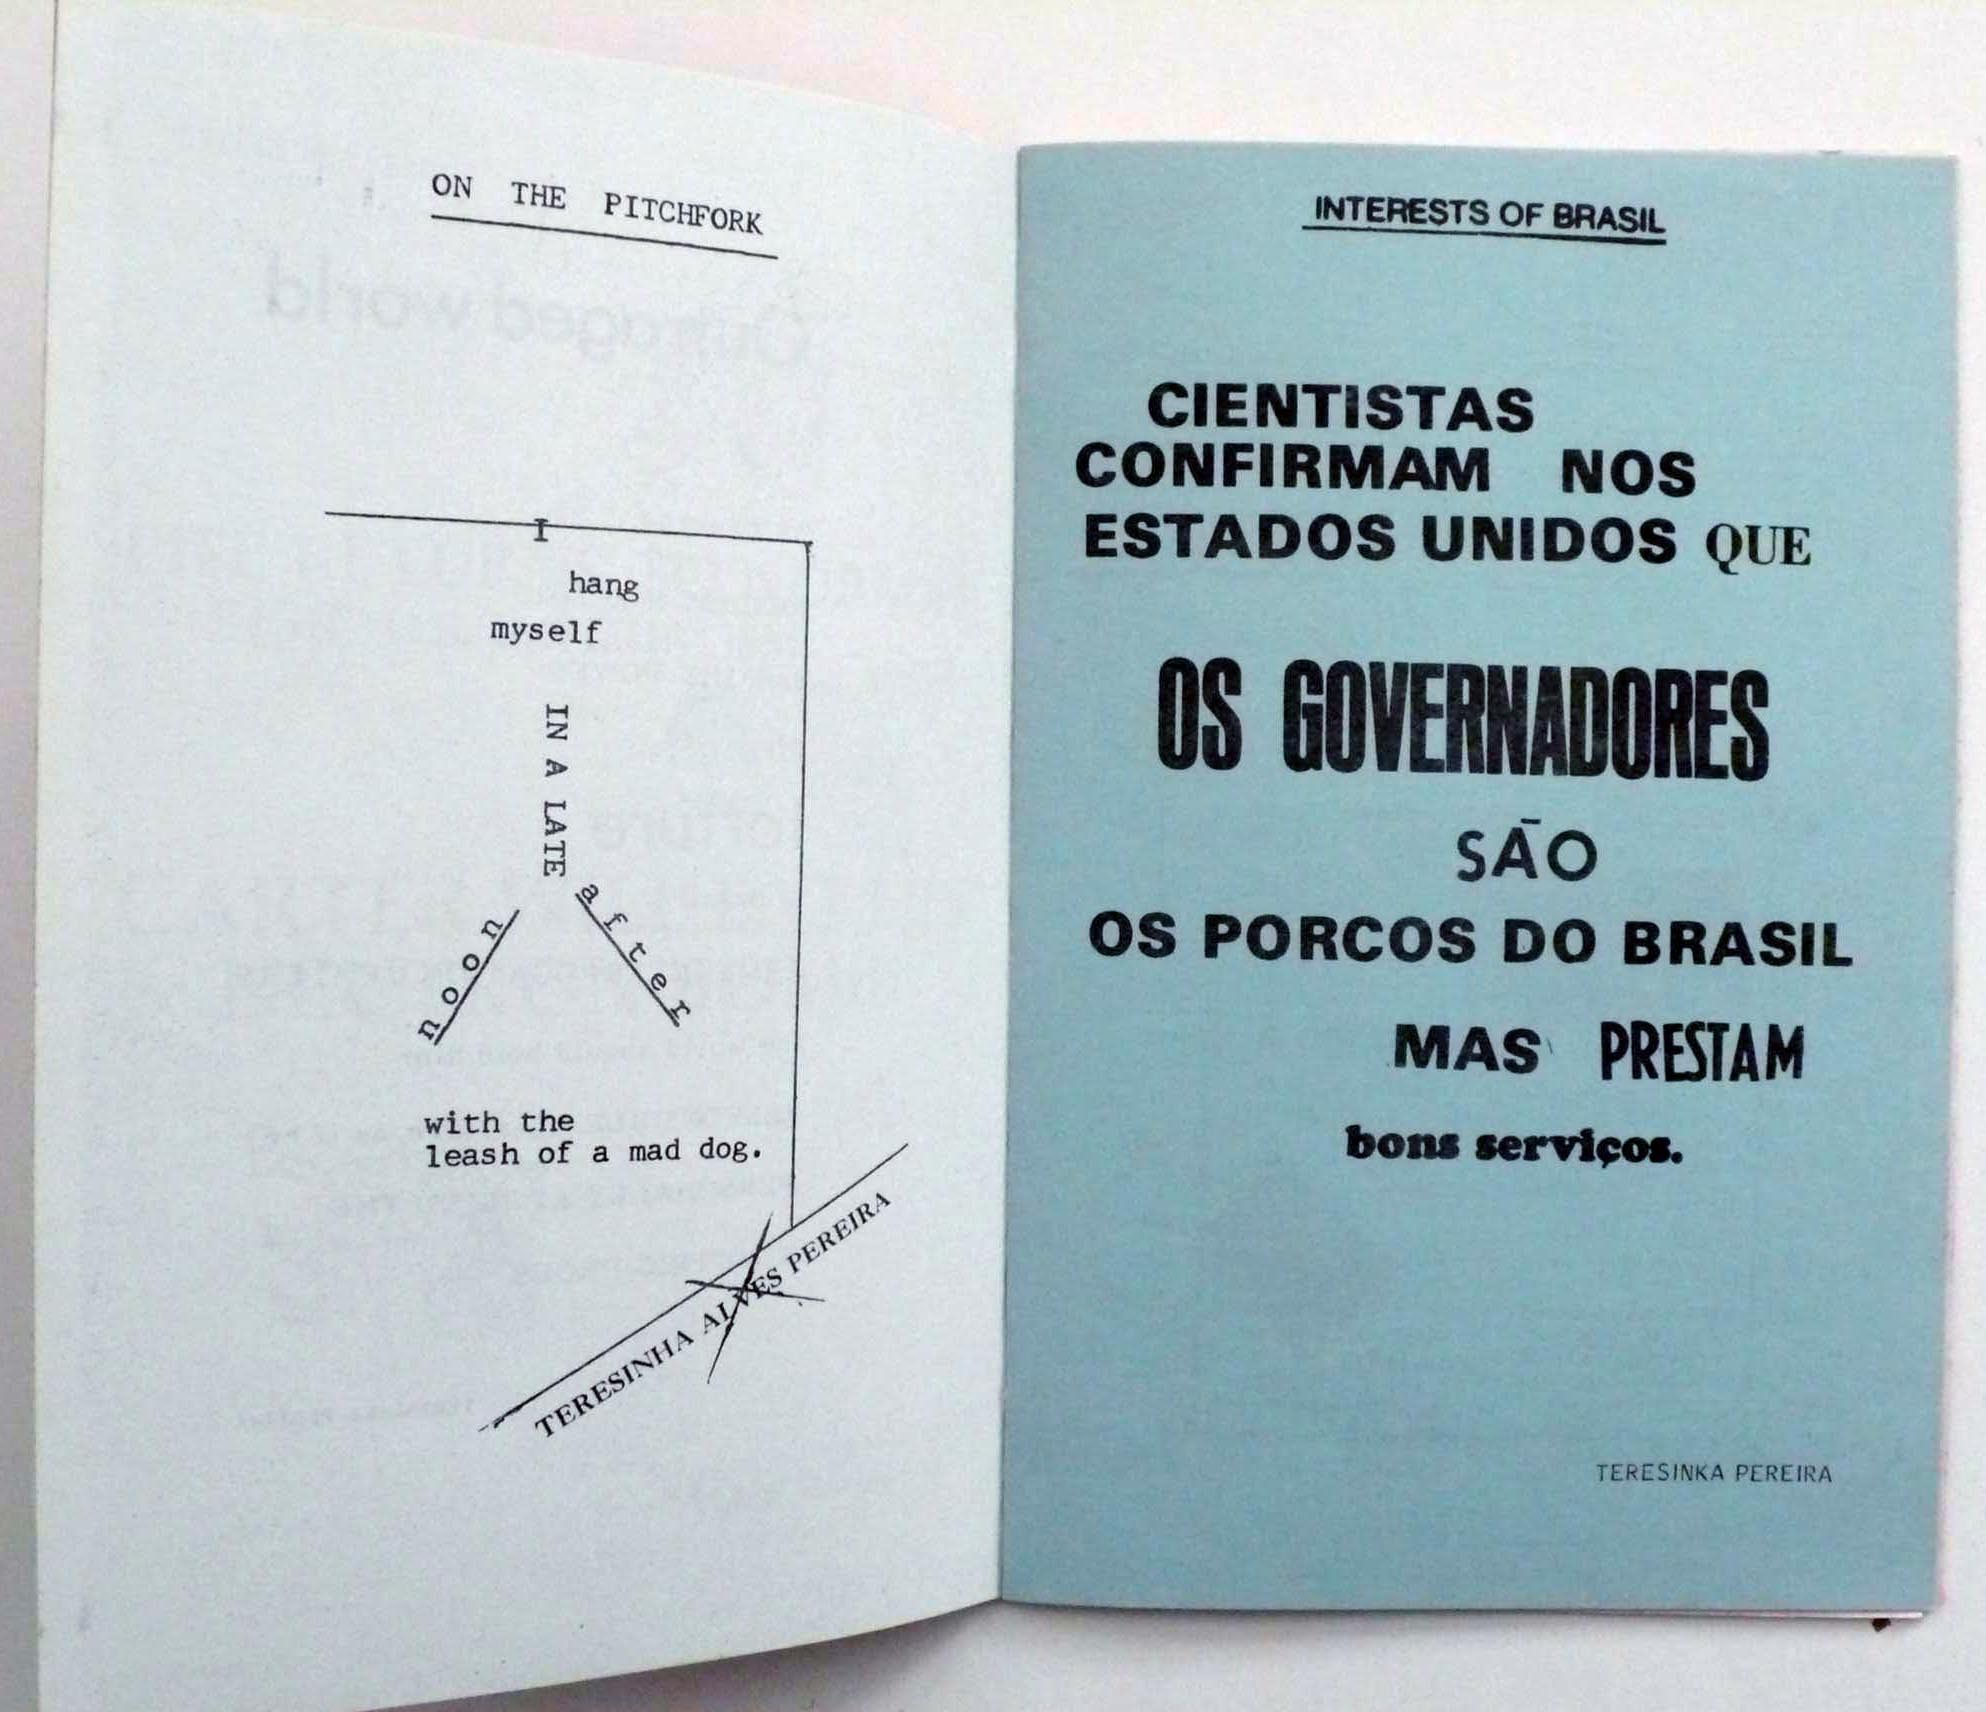 ON THE PITCHFORK
I
hang
myself
IN A LATE
after
noon
with the
leash of a mad dog.
TERESINHA ALVES PEREIRA
INTERESTS OF BRASIL
CIENTISTAS
CONFIRMAM NOS
ESTADOS UNIDOS QUE
OS GOVERNADORES
SÃO
OS PORCOS DO BRASIL
MAS PRESTAM
bons serviços.
TERESINKA PEREIRA